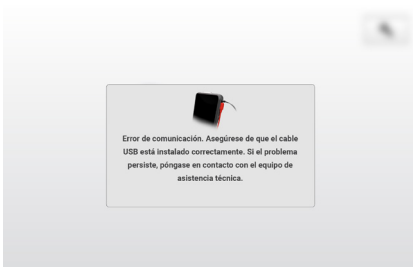 Error de comunicación. Asegúrese de que el cable
USB está instalado correctamente. Si el problema
persiste, póngase en contacto con el equipo de
asistencia técnica.